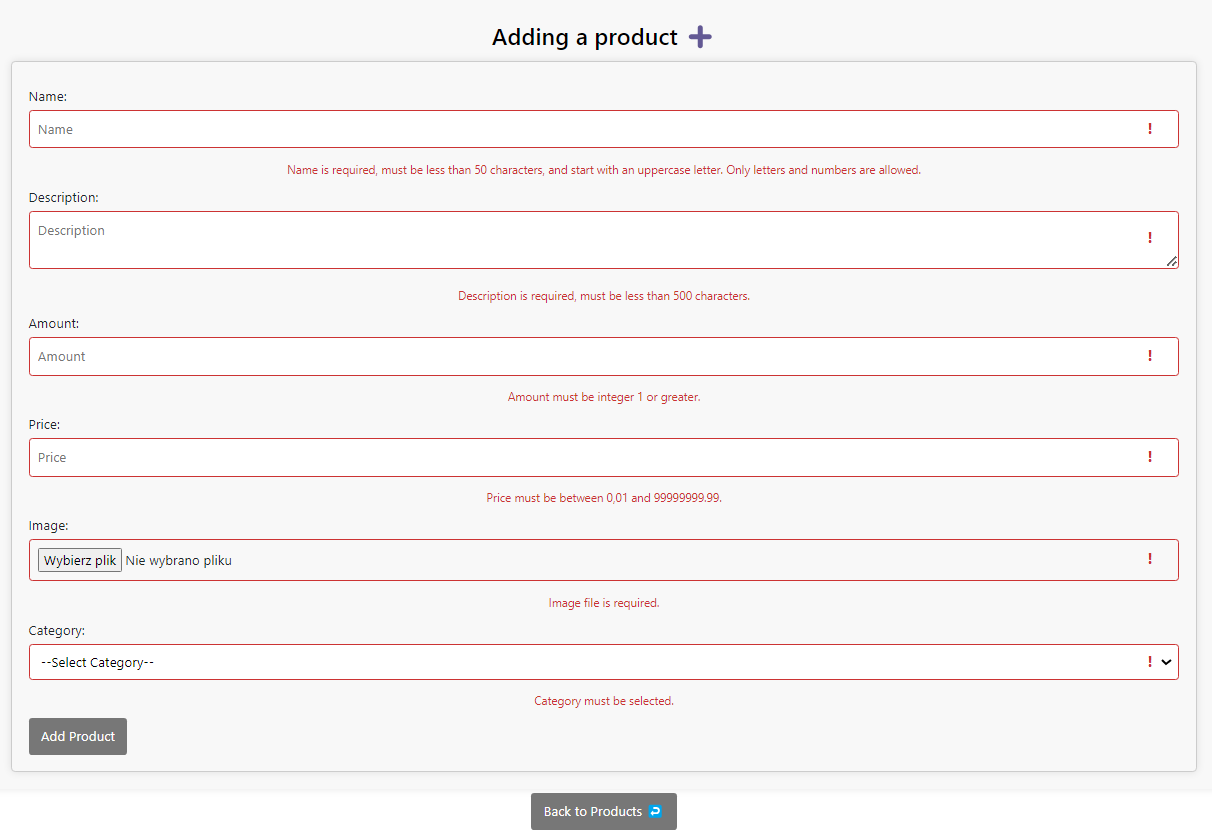 Adding a product
Name:
Name
!
Name is required, must be less than 50 characters, and start with an uppercase letter. Only letters and numbers are allowed.
Description:
Description
!
Description is required, must be less than 500 characters.
Amount:
Amount
!
Amount must be integer 1 or greater.
Price:
Price
!
Price must be between 0,01 and 99999999.99.
Image:
Wybierz plik Nie wybrano pliku
!
Image file is required.
Category:
--Select Category--
!
Category must be selected.
Add Product
Back to Products